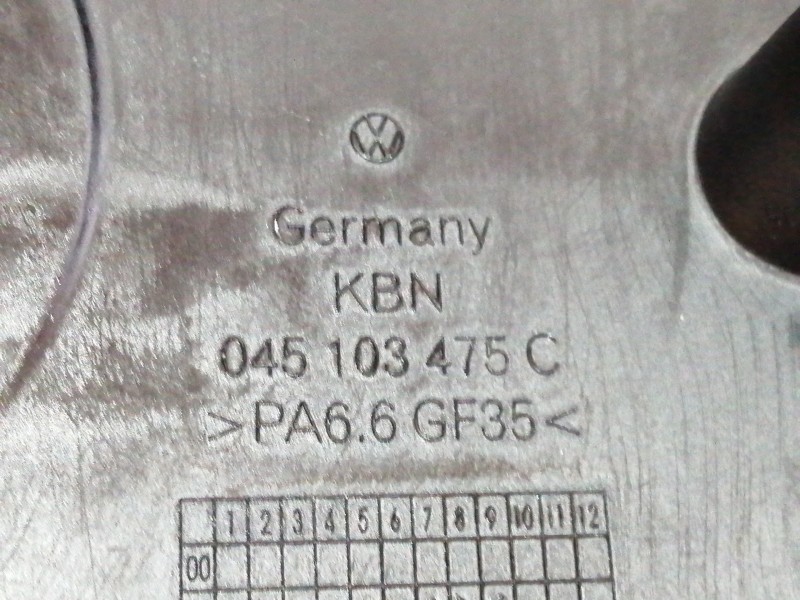 Germany
KBN
045 103 475 C
>PA6.6 GF35<
1 2 3 4 5 6 7 8 9 10 11 12
00